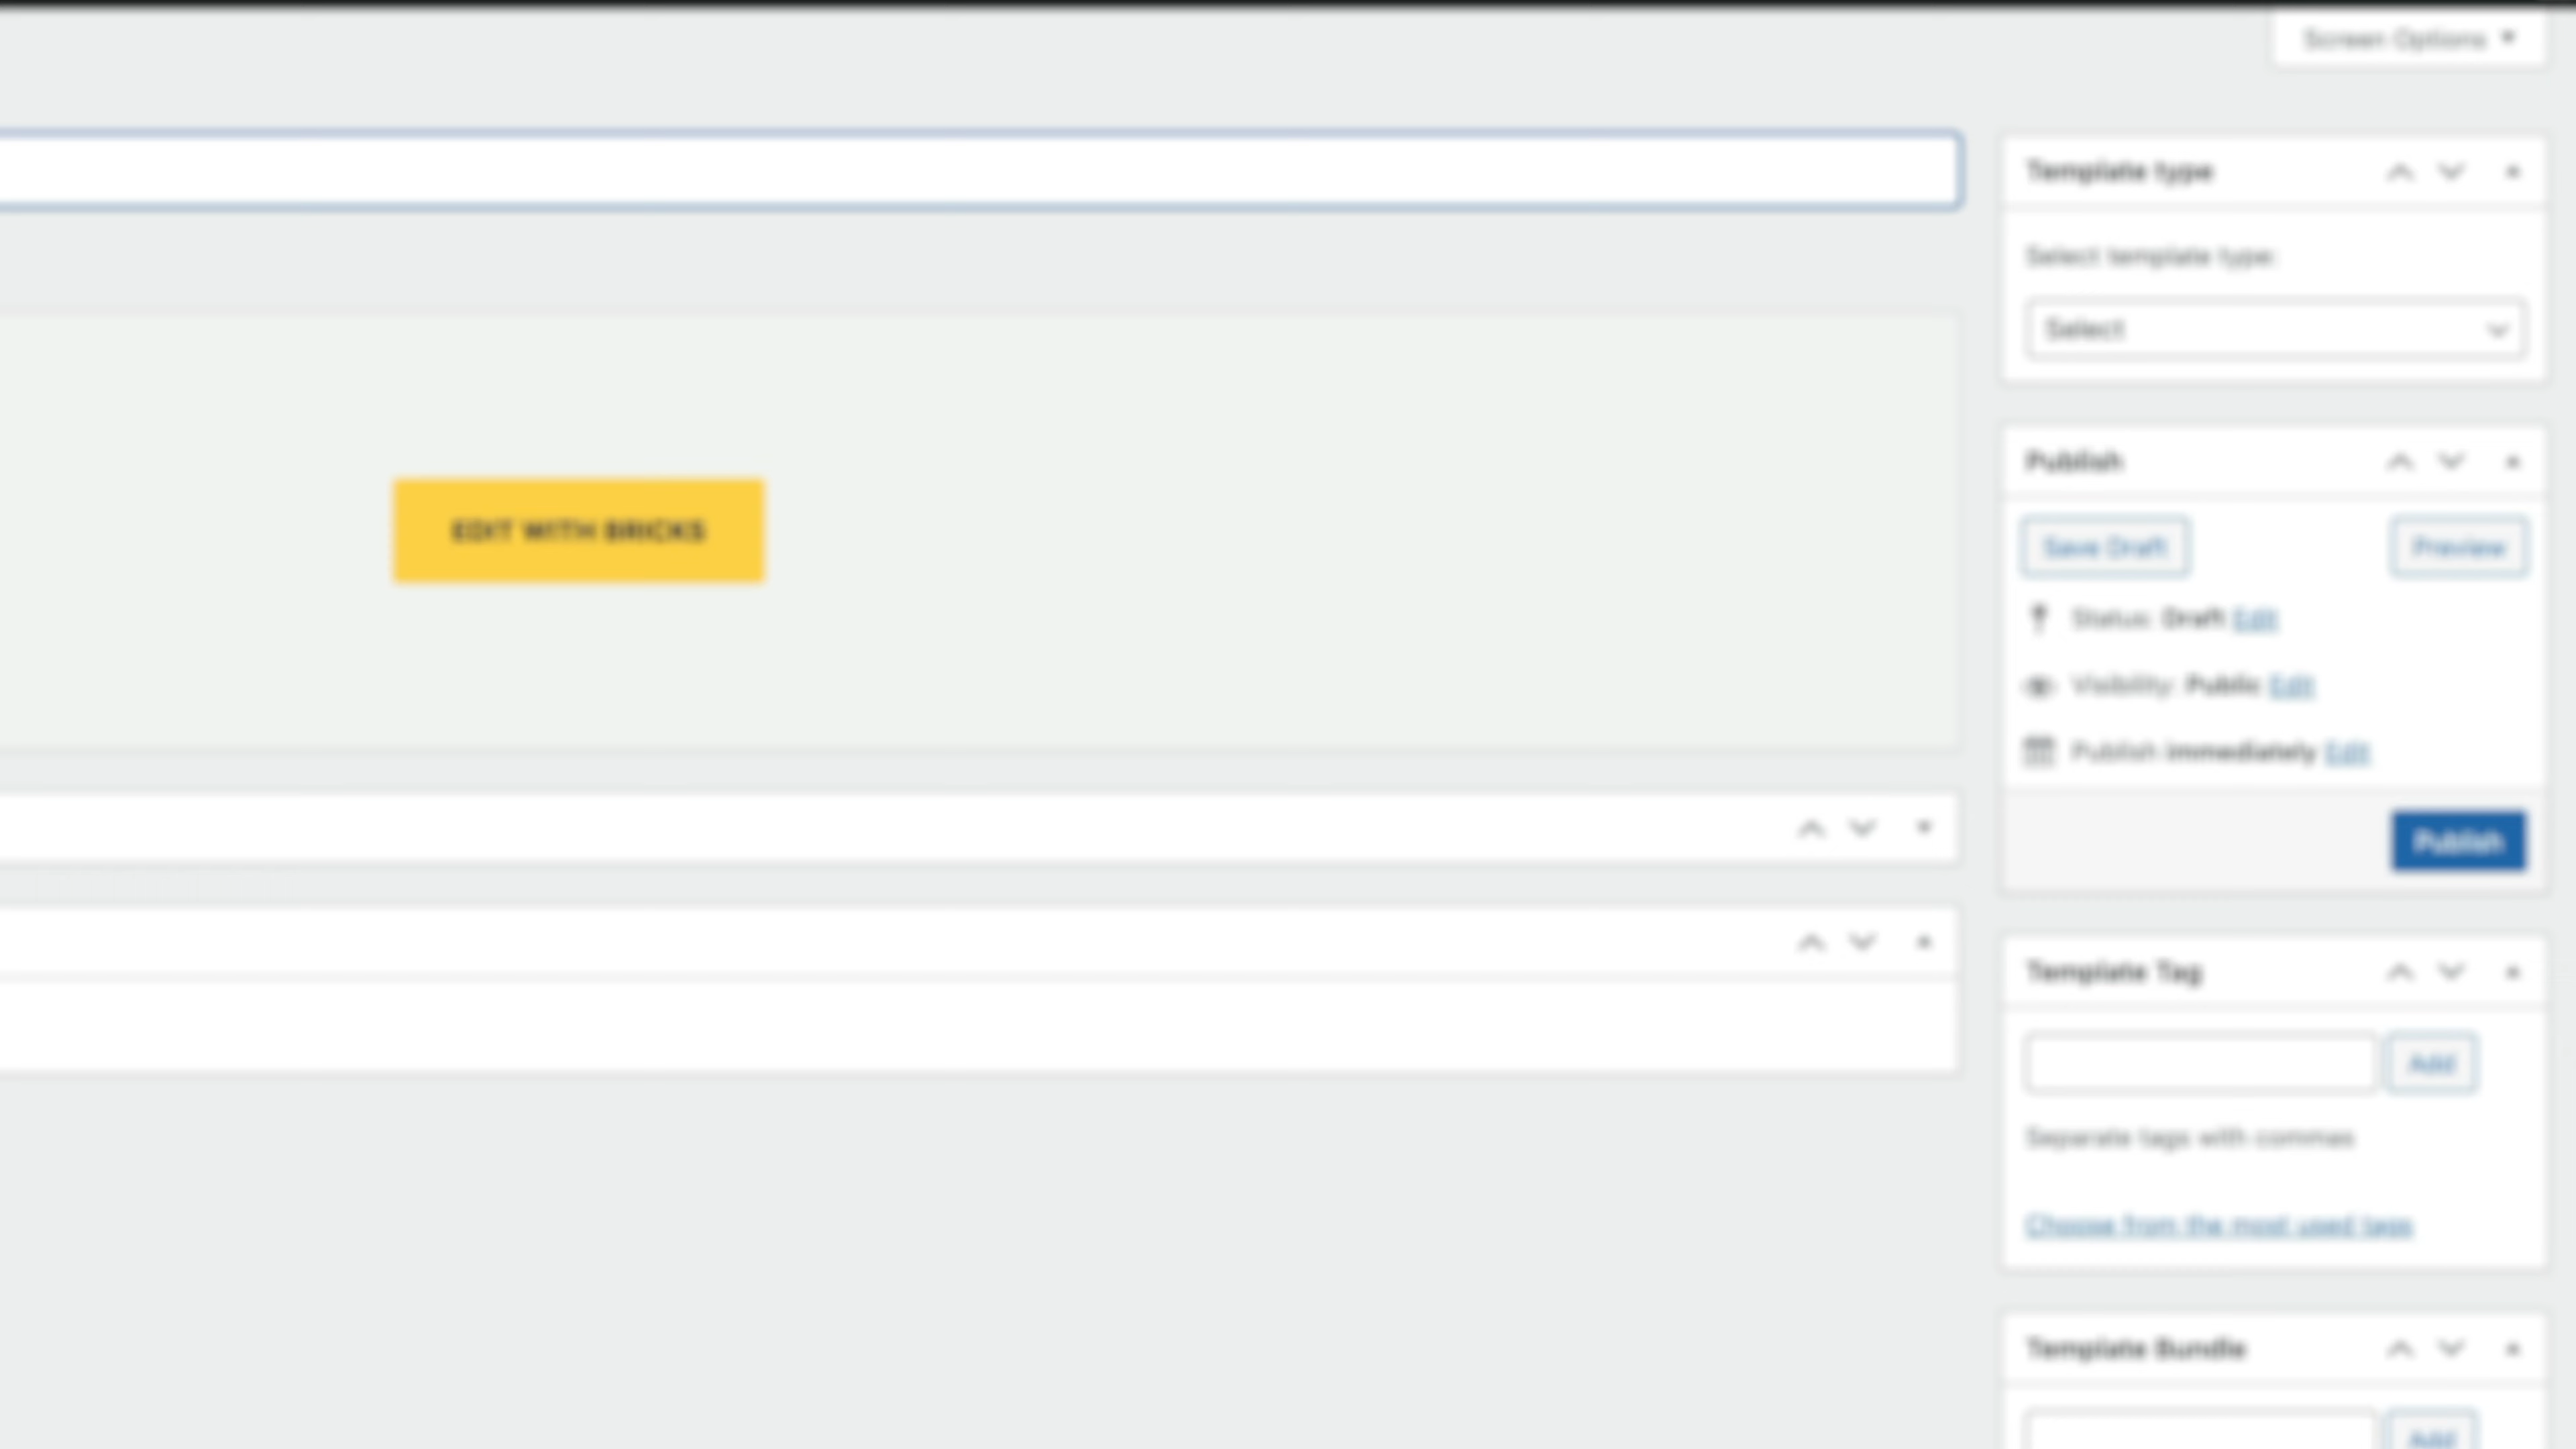 Screen Options
Template type
Select template type:
Select
EDIT WITH BRICKS
Publish
Save Draft
Preview
Status: Draft Edit
Visibility: Public Edit
Publish immediately Edit
Publish
Template Tag
Add
Separate tags with commas
Choose from the most used tags
Template Bundle
Add